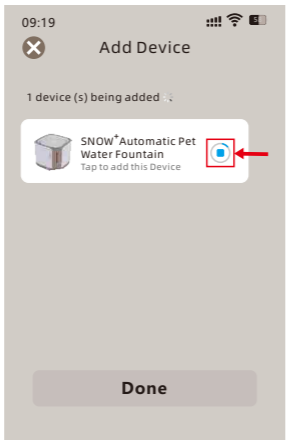 09:19
Add Device
1 device (s) being added
SNOW⁺Automatic Pet
Water Fountain
Tap to add this Device
Done